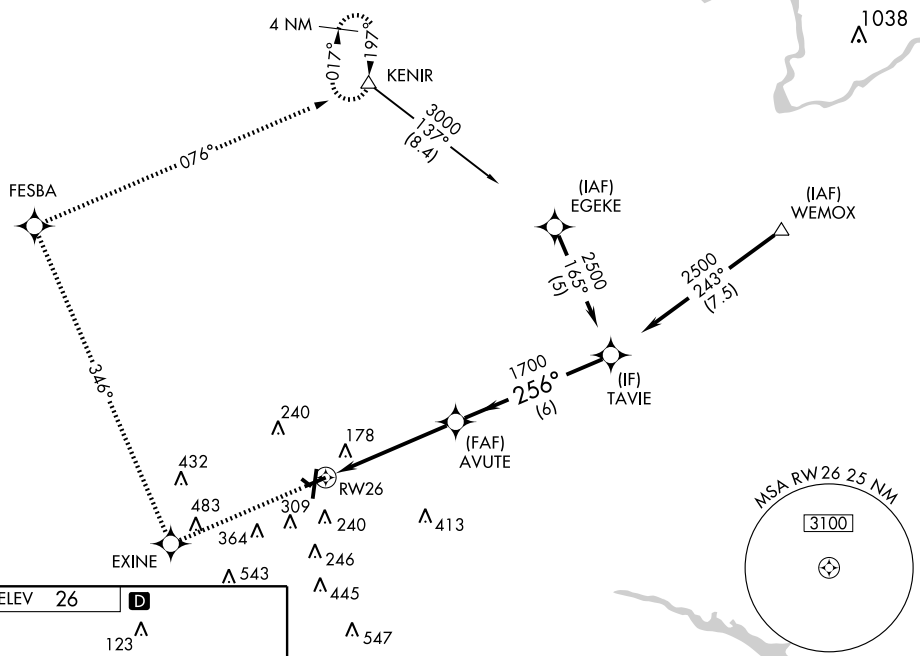 1038
4 NM
017°
197°
KENIR
3000
137°
(8.4)
076°
FESBA
(IAF)
EGEKE
(IAF)
WEMOX
2500
165°
(5)
2500
243°
(7.5)
346°
1700
256°
(6)
(IF)
TAVIE
240
178
(FAF)
AVUTE
432
RW26
483
309
364
240
413
246
EXINE
543
445
MSA RW26 25 NM
3100
ELEV 26
D
123
547